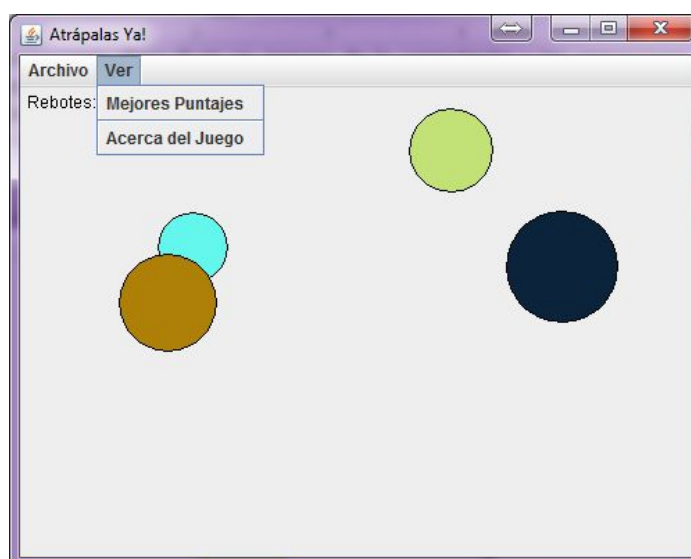 Atrápalas Ya!
Archivo Ver
Rebotes:
Mejores Puntajes
Acerca del Juego